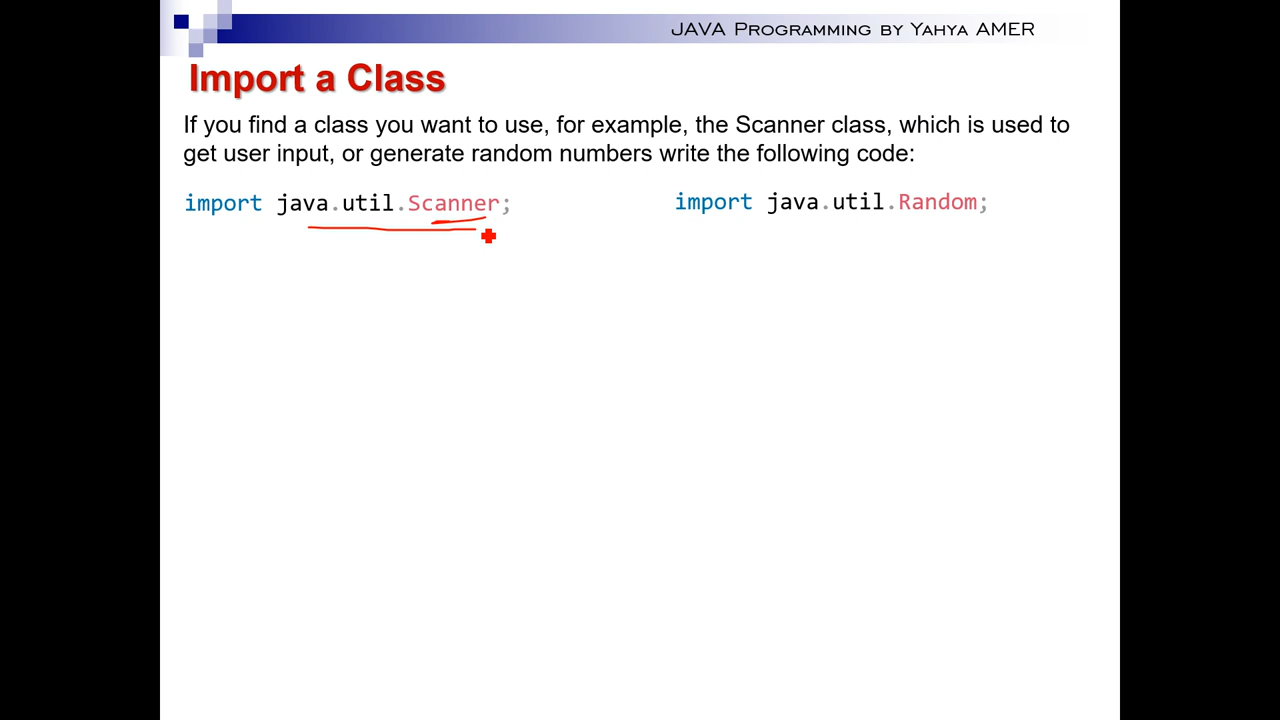 JAVA Programming by Yahya AMER
Import a Class
If you find a class you want to use, for example, the Scanner class, which is used to
get user input, or generate random numbers write the following code:
import java.util.Scanner; import java.util.Random;